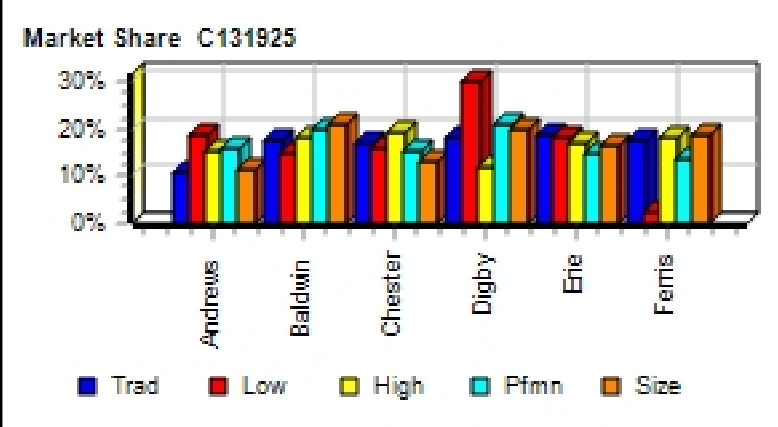 Market Share C131925
30%
20%
10%
0%
Andrews
Baldwin
Chester
Digby
Erie
Ferris
Trad Low High Pfmn Size